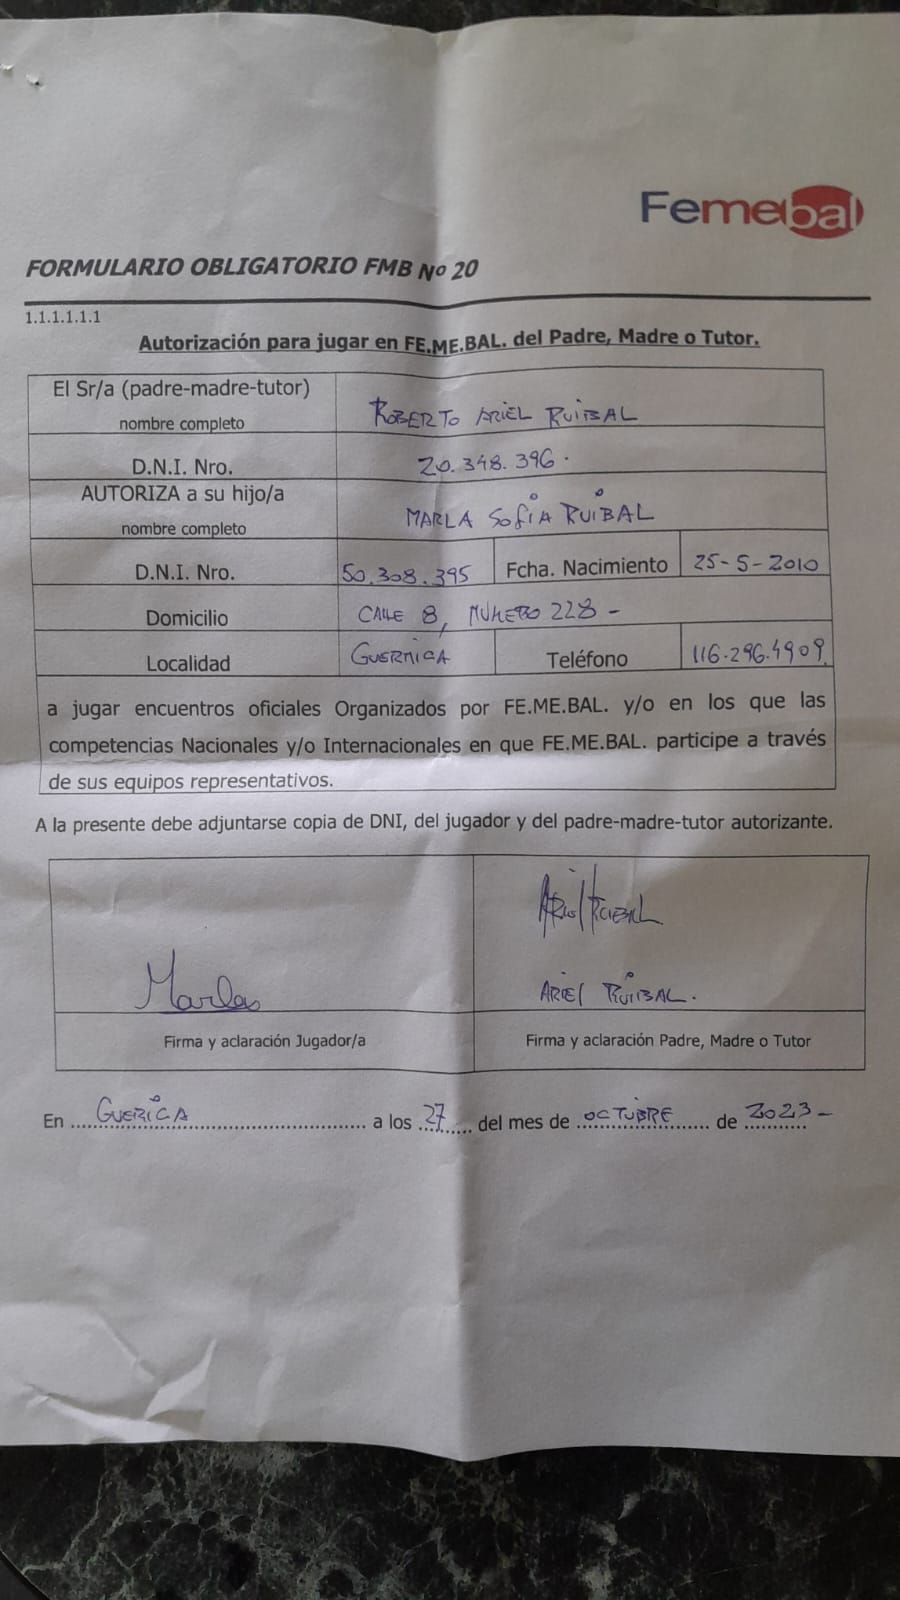 Femebal
FORMULARIO OBLIGATORIO FMB Nº 20
1.1.1.1.1.1
Autorización para jugar en FE.ME.BAL. del Padre, Madre o Tutor.
El Sr/a (padre-madre-tutor)
nombre completo
ROBERTO ARIEL RUIBAL
D.N.I. Nro.
20.348.396.
AUTORIZA a su hijo/a
nombre completo
MARLA SOFIA RUIBAL
D.N.I. Nro.
50.308.395
Fcha. Nacimiento
25-5-2010
Domicilio
CALLE 8, NUMERO 228-
Localidad
GUERNICA
Teléfono
116.296.4909
a jugar encuentros oficiales Organizados por FE.ME.BAL. y/o en los que las
competencias Nacionales y/o Internacionales en que FE.ME.BAL. participe a través
de sus equipos representativos.
A la presente debe adjuntarse copia de DNI, del jugador y del padre-madre-tutor autorizante.
Marla
Ariel Ruibal
ARIEL RUIBAL.
Firma y aclaración Jugador/a
Firma y aclaración Padre, Madre o Tutor
En GUERICA a los 27 del mes de OCTUBRE de 2023-